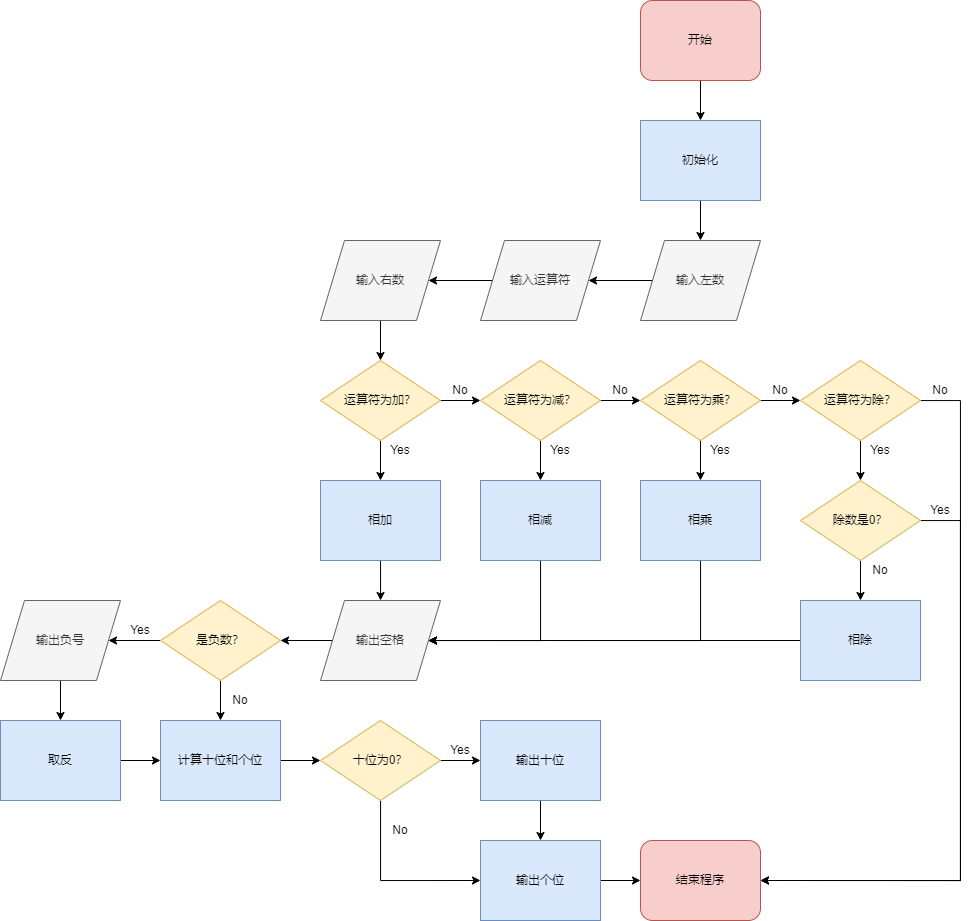 开始
初始化
输入右数
输入运算符
输入左数
运算符为加?
No
运算符为减?
No
运算符为乘?
No
运算符为除?
No
Yes
Yes
Yes
Yes
相加
相减
相乘
除数是0?
Yes
No
输出负号
Yes
是负数?
输出空格
相除
No
取反
计算十位和个位
十位为0?
Yes
输出十位
No
输出个位
结束程序